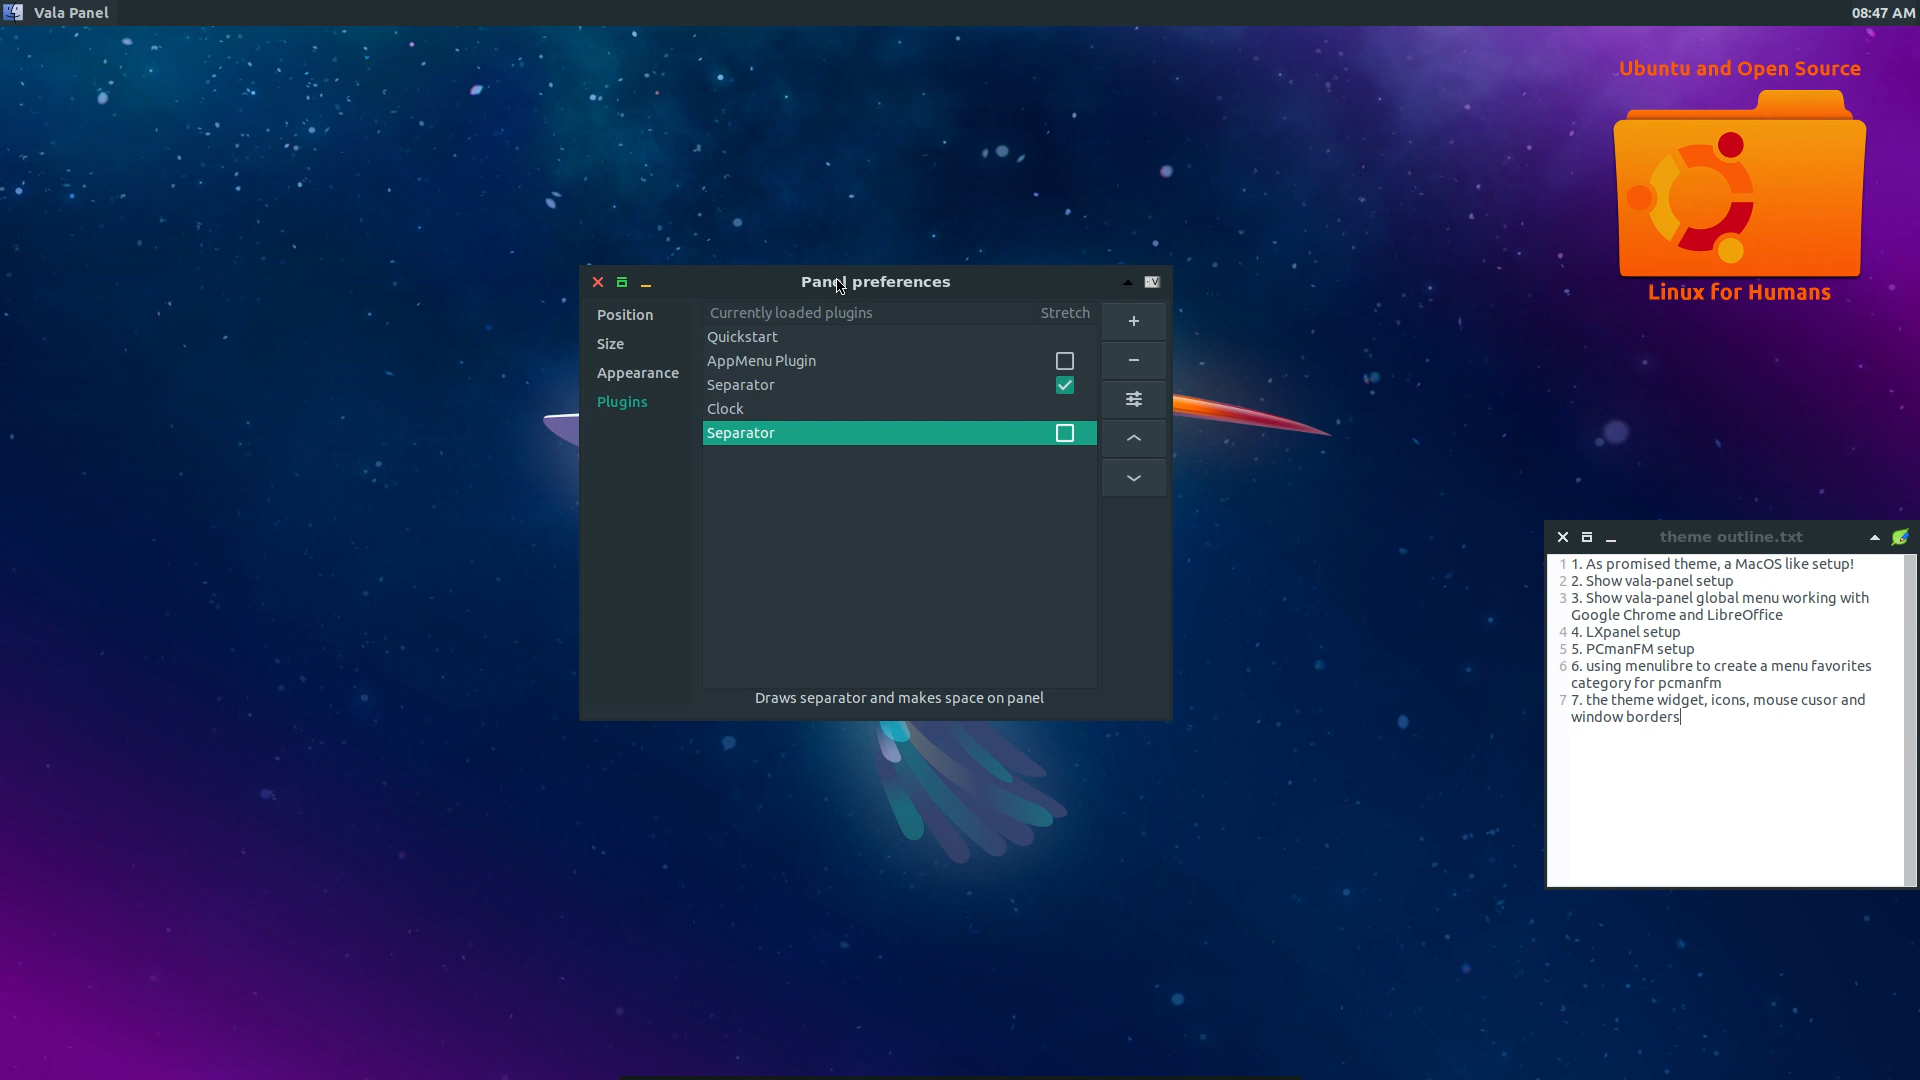 Vala Panel
08:47 AM
Ubuntu and Open Source
Linux for Humans
Panel preferences
Position
Size
Appearance
Plugins
Currently loaded plugins Stretch
Quickstart
AppMenu Plugin
Separator
Clock
Separator
Draws separator and makes space on panel
theme outline.txt
1 1. As promised theme, a MacOS like setup!
2 2. Show vala-panel setup
3 3. Show vala-panel global menu working with
Google Chrome and LibreOffice
4 4. LXpanel setup
5 5. PCmanFM setup
6 6. using menulibre to create a menu favorites
category for pcmanfm
7 7. the theme widget, icons, mouse cusor and
window borders